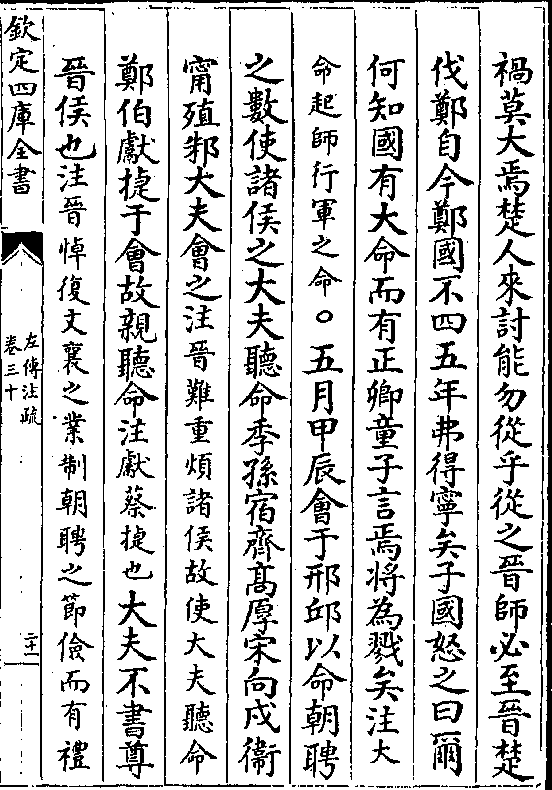 禍莫大焉楚人來討能勿從乎從之晉師必至晉楚
伐鄭自今鄭國不四五年弗得寧矣子國怒之曰爾
何知國有大命而有正卿童子言焉將為戮矣注大
命起師行軍之命○五月甲辰會于邢邱以命朝聘
之數使諸侯之大夫聽命季孫宿齊髙厚宋向戌衛
甯殖邾大夫會之注晉難重煩諸侯故使大夫聽命
鄭伯獻捷于會故親聽命注獻蔡捷也大夫不書尊
晉侯也注晉悼復文襄之業制朝聘之節儉而有禮
欽定四庫全書
左傳注疏
卷三十
二十一